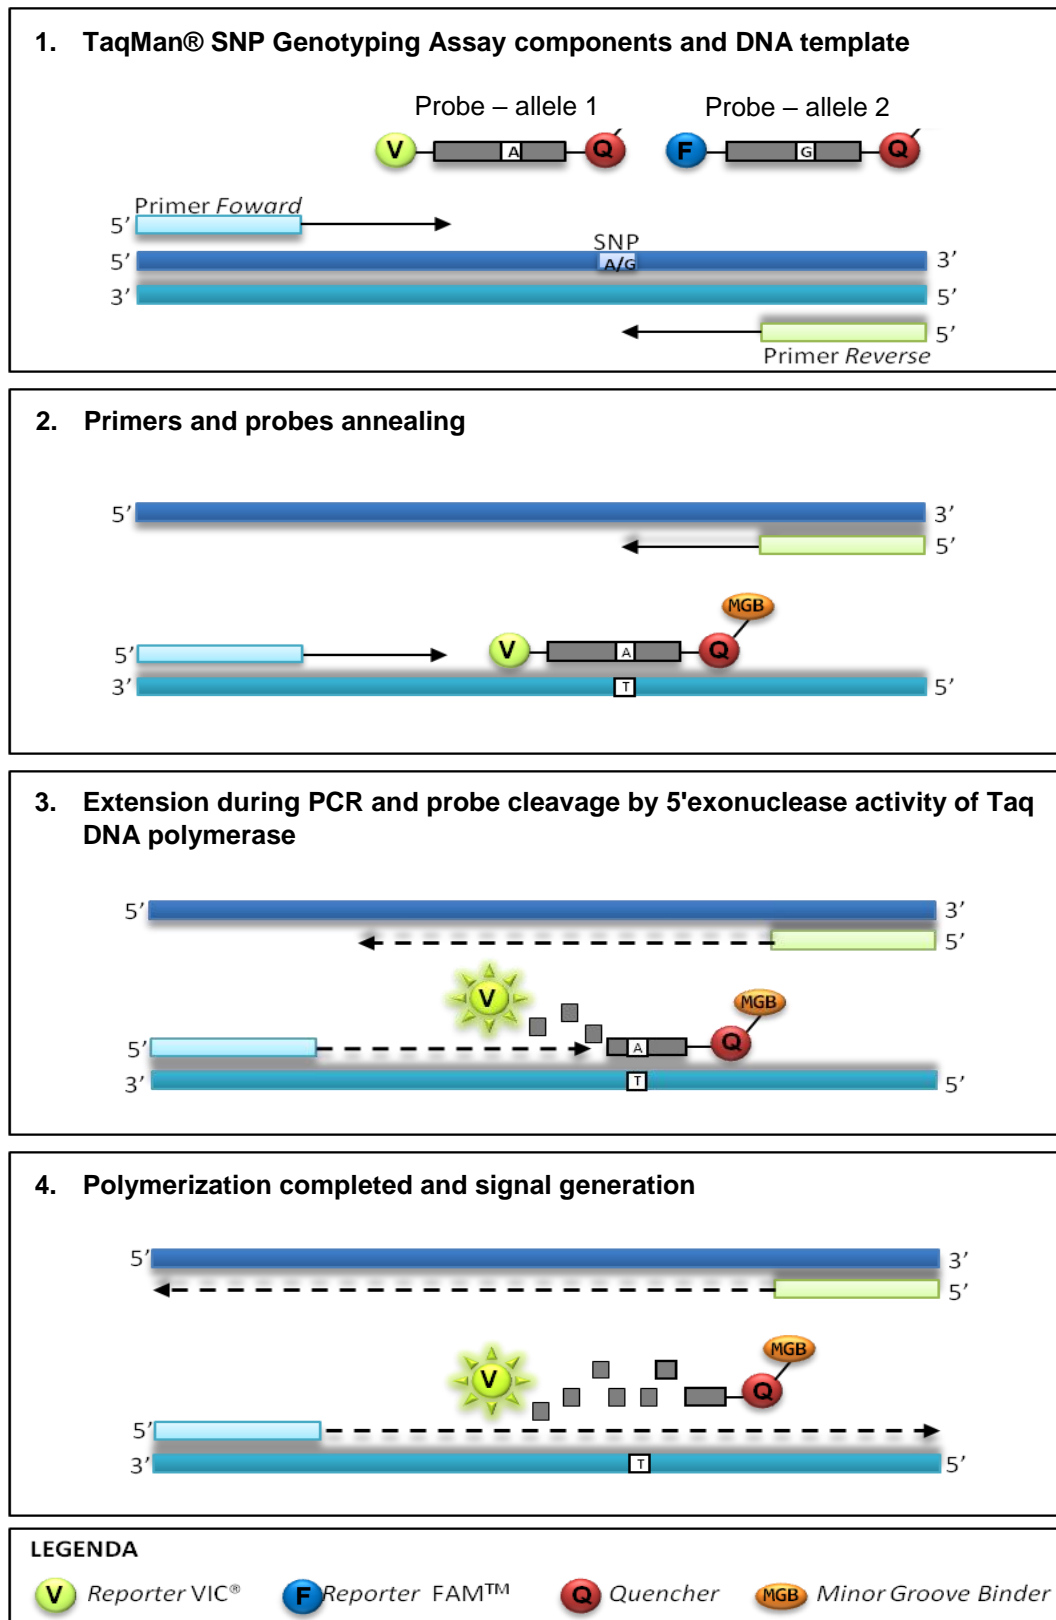 1. TaqMan® SNP Genotyping Assay components and DNA template
Probe – allele 1 Probe – allele 2
V A Q F G Q
Primer Foward
5'
SNP
5' A/G 3'
3' 5'
5'
Primer Reverse
2. Primers and probes annealing
5' 3'
5'
MGB
5' V A Q
3' T 5'
3. Extension during PCR and probe cleavage by 5'exonuclease activity of Taq
DNA polymerase
5' 3'
5'
V MGB
5' A Q
3' T 5'
4. Polymerization completed and signal generation
5' 3'
5'
MGB
V Q
5'
3' T 5'
LEGENDA
V Reporter VIC® F Reporter FAM™ Q Quencher MGB Minor Groove Binder